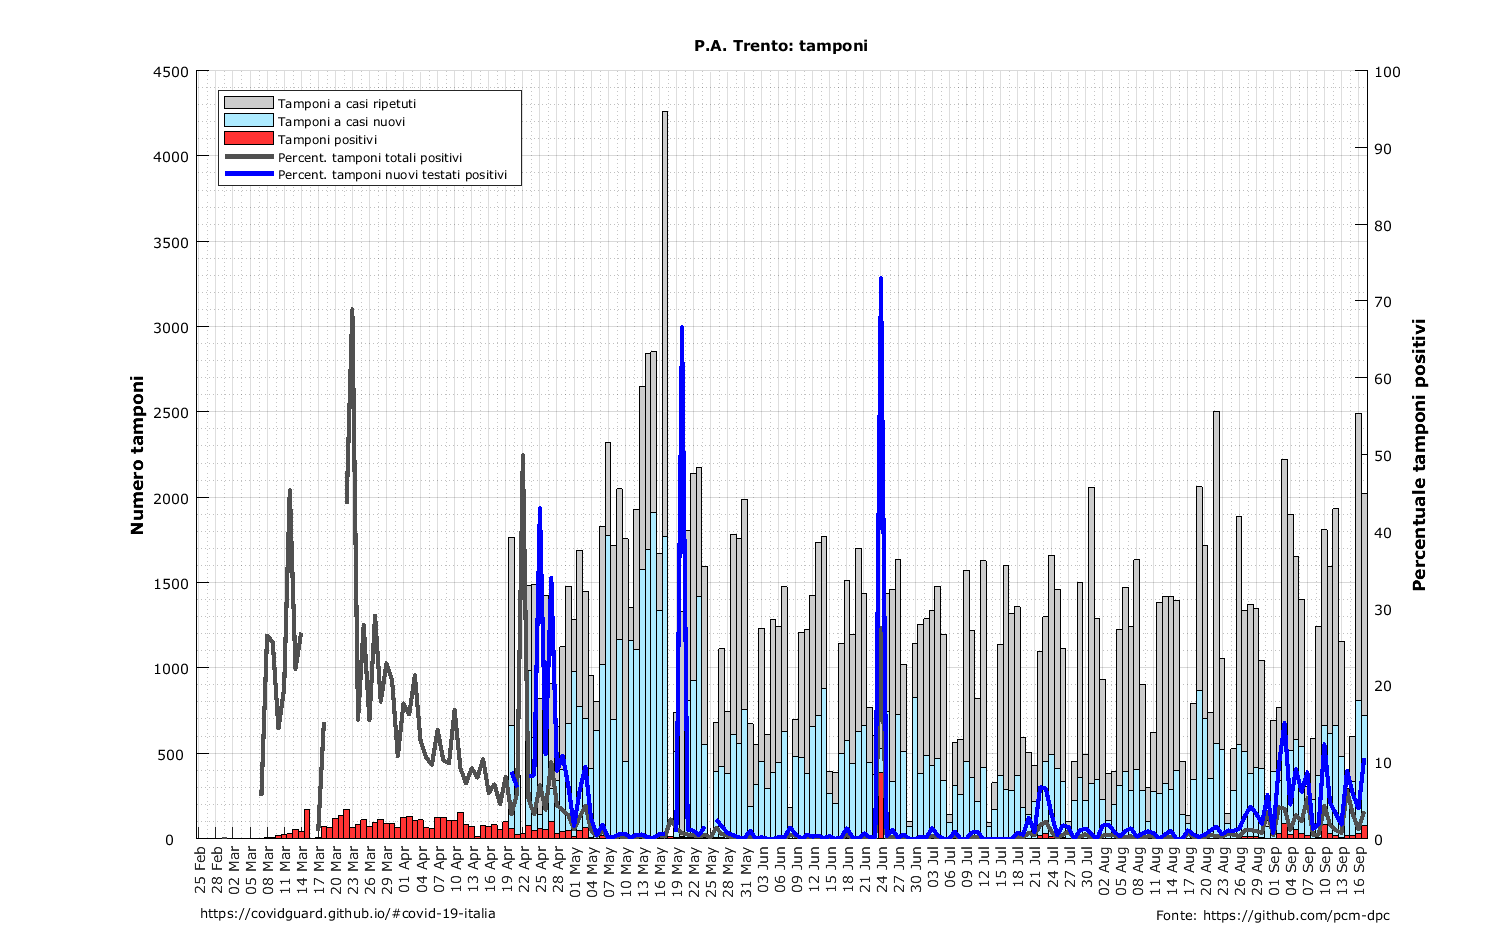 P.A. Trento: tamponi
4500
4000
3500
3000
2500
2000
1500
1000
500
0
100
90
80
70
60
50
40
30
20
10
0
Tamponi a casi ripetuti
Tamponi a casi nuovi
Tamponi positivi
Percent. tamponi totali positivi
Percent. tamponi nuovi testati positivi
Numero tamponi
Percentuale tamponi positivi
25 Feb
28 Feb
02 Mar
05 Mar
08 Mar
11 Mar
14 Mar
17 Mar
20 Mar
23 Mar
26 Mar
29 Mar
01 Apr
04 Apr
07 Apr
10 Apr
13 Apr
16 Apr
19 Apr
22 Apr
25 Apr
28 Apr
01 May
04 May
07 May
10 May
13 May
16 May
19 May
22 May
25 May
28 May
31 May
03 Jun
06 Jun
09 Jun
12 Jun
15 Jun
18 Jun
21 Jun
24 Jun
27 Jun
30 Jun
03 Jul
06 Jul
09 Jul
12 Jul
15 Jul
18 Jul
21 Jul
24 Jul
27 Jul
30 Jul
02 Aug
05 Aug
08 Aug
11 Aug
14 Aug
17 Aug
20 Aug
23 Aug
26 Aug
29 Aug
01 Sep
04 Sep
07 Sep
10 Sep
13 Sep
16 Sep
https://covidguard.github.io/#covid-19-italia
Fonte: https://github.com/pcm-dpc